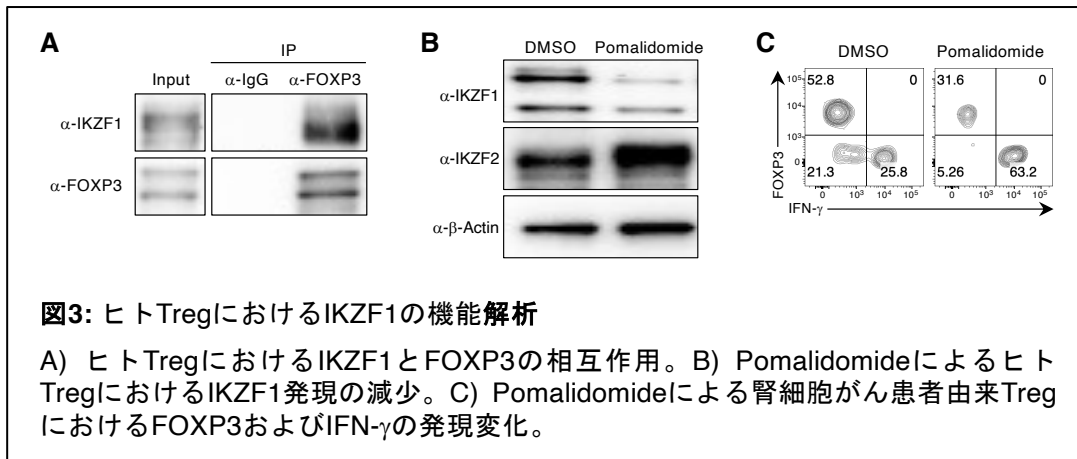 A
IP
Input
α-IgG
α-FOXP3
α-IKZF1
α-FOXP3
B
DMSO
Pomalidomide
α-IKZF1
α-IKZF2
α-β-Actin
C
DMSO
Pomalidomide
52.8
0
31.6
0
10⁵
10⁴
10³
0
21.3
25.8
5.26
63.2
0
10³
10⁴
10⁵
0
10³
10⁴
10⁵
FOXP3
IFN-γ
図3: ヒトTregにおけるIKZF1の機能解析
A) ヒトTregにおけるIKZF1とFOXP3の相互作用。B) Pomalidomideによるヒト
TregにおけるIKZF1発現の減少。C) Pomalidomideによる腎細胞がん患者由来Treg
におけるFOXP3およびIFN-γの発現変化。